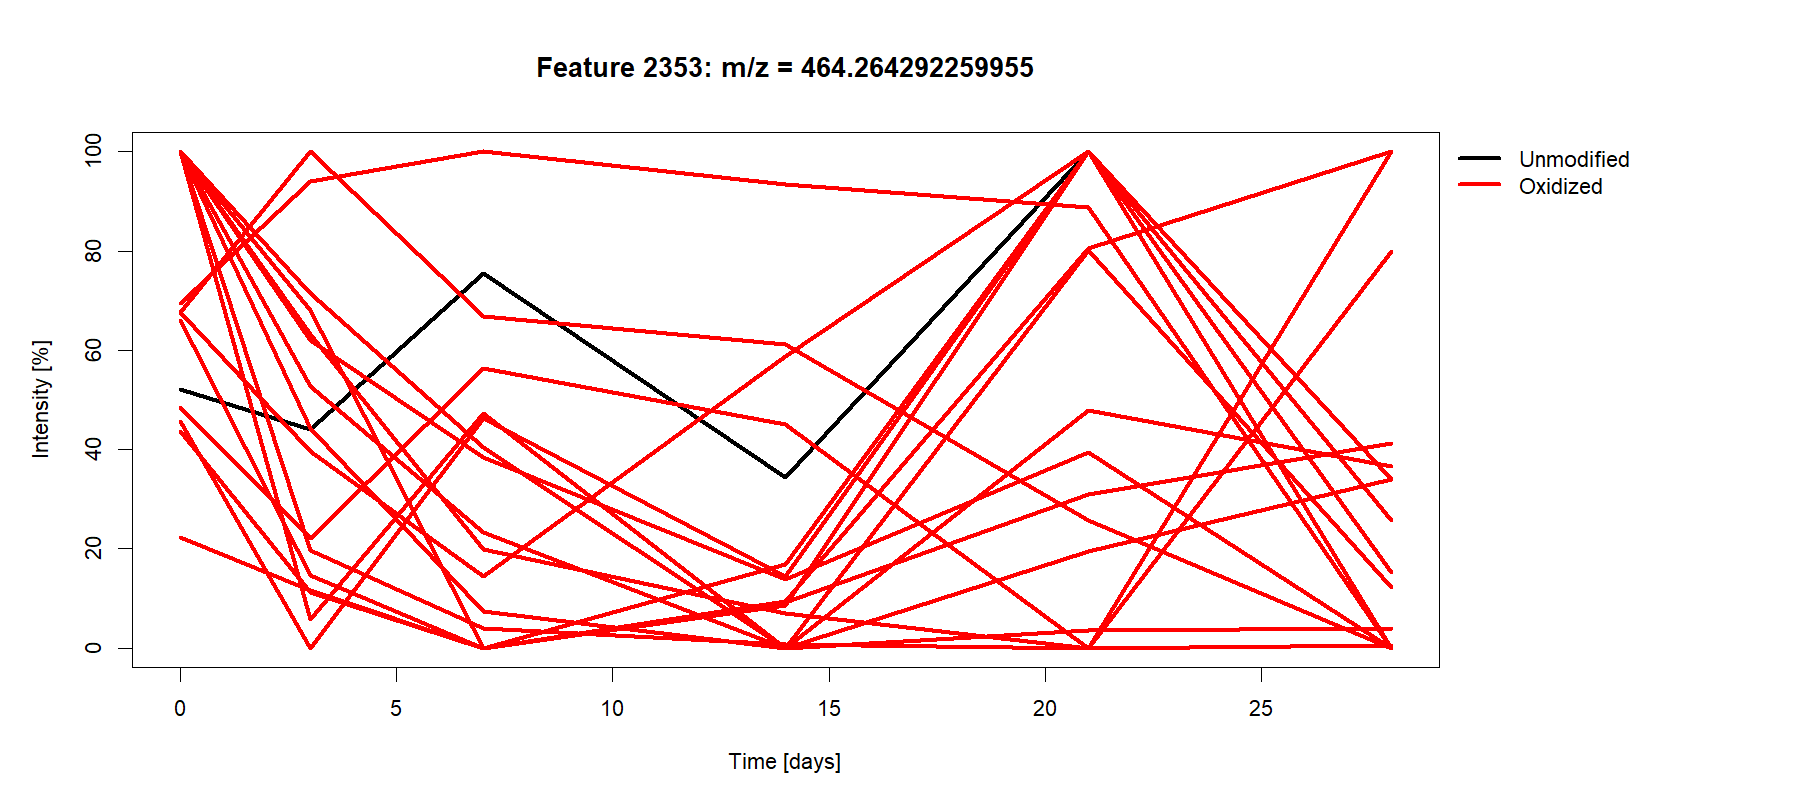 Feature 2353: m/z = 464.264292259955
Unmodified
Oxidized
Intensity [%]
100
80
60
40
20
0
0 5 10 15 20 25
Time [days]